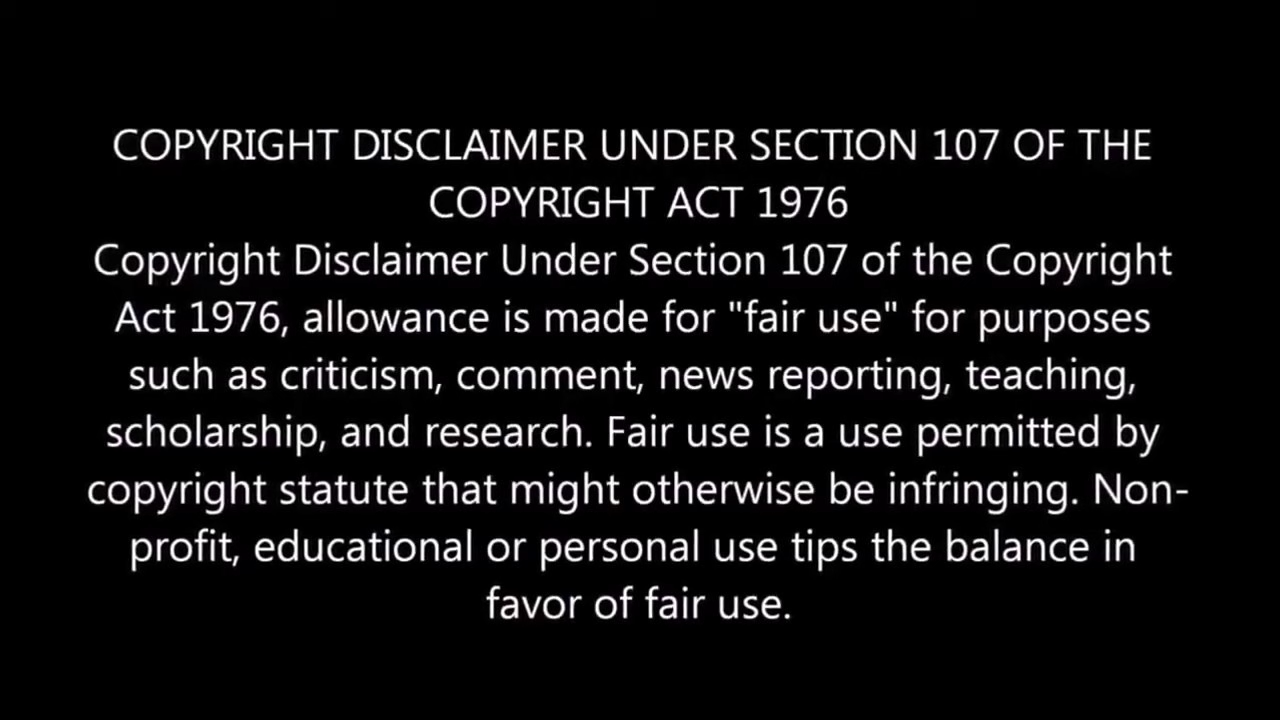 COPYRIGHT DISCLAIMER UNDER SECTION 107 OF THE
COPYRIGHT ACT 1976
Copyright Disclaimer Under Section 107 of the Copyright
Act 1976, allowance is made for "fair use" for purposes
such as criticism, comment, news reporting, teaching,
scholarship, and research. Fair use is a use permitted by
copyright statute that might otherwise be infringing. Non-
profit, educational or personal use tips the balance in
favor of fair use.